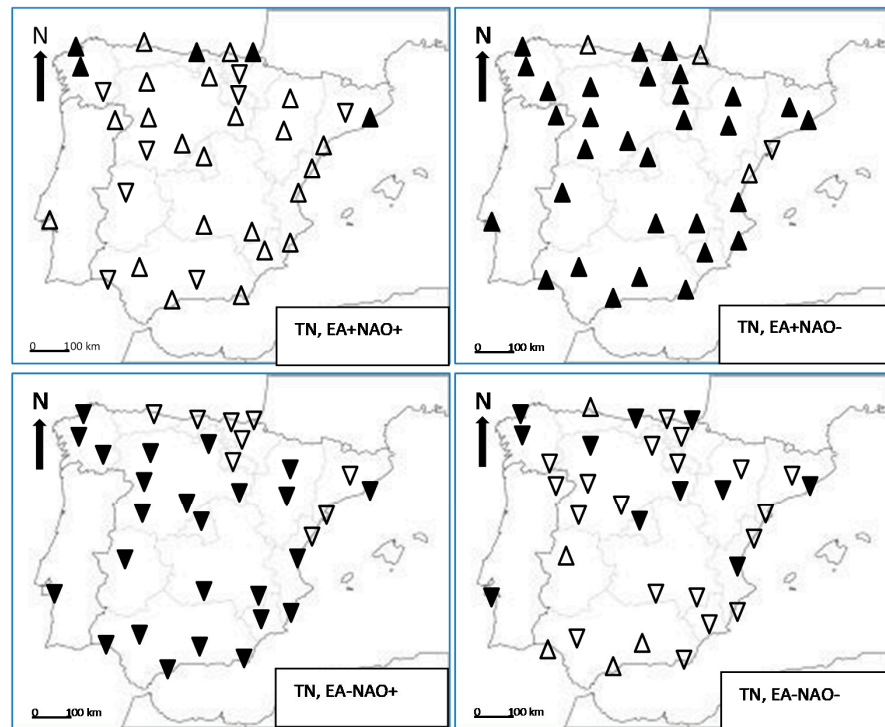 N
TN, EA+NAO+
0 100 km
N
TN, EA+NAO-
0 100 km
N
TN, EA-NAO+
0 100 km
N
TN, EA-NAO-
0 100 km